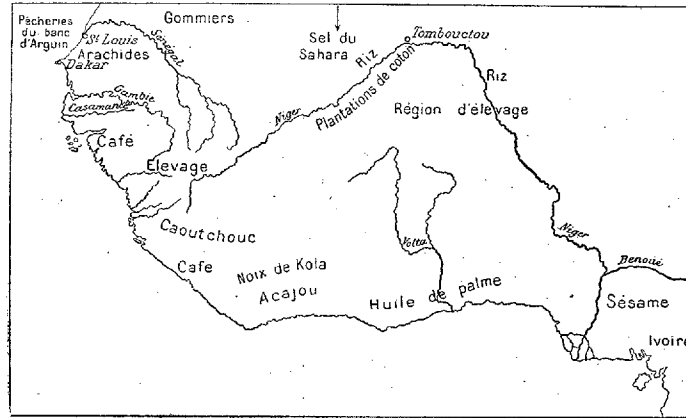 Pêcheries
du banc
d'Arguin
Gommiers
Sel du
Sahara
St Louis
Arachides
Sénégal
Dakar
Tombouctou
Riz
Riz
Plantations de coton
Niger
Région d'élevage
Gambie
Casamance
Café
Elevage
Caoutchouc
Cafe
Noix de Kola
Acajou
Volta
Huile de palme
Niger
Benoué
Sésame
Ivoire